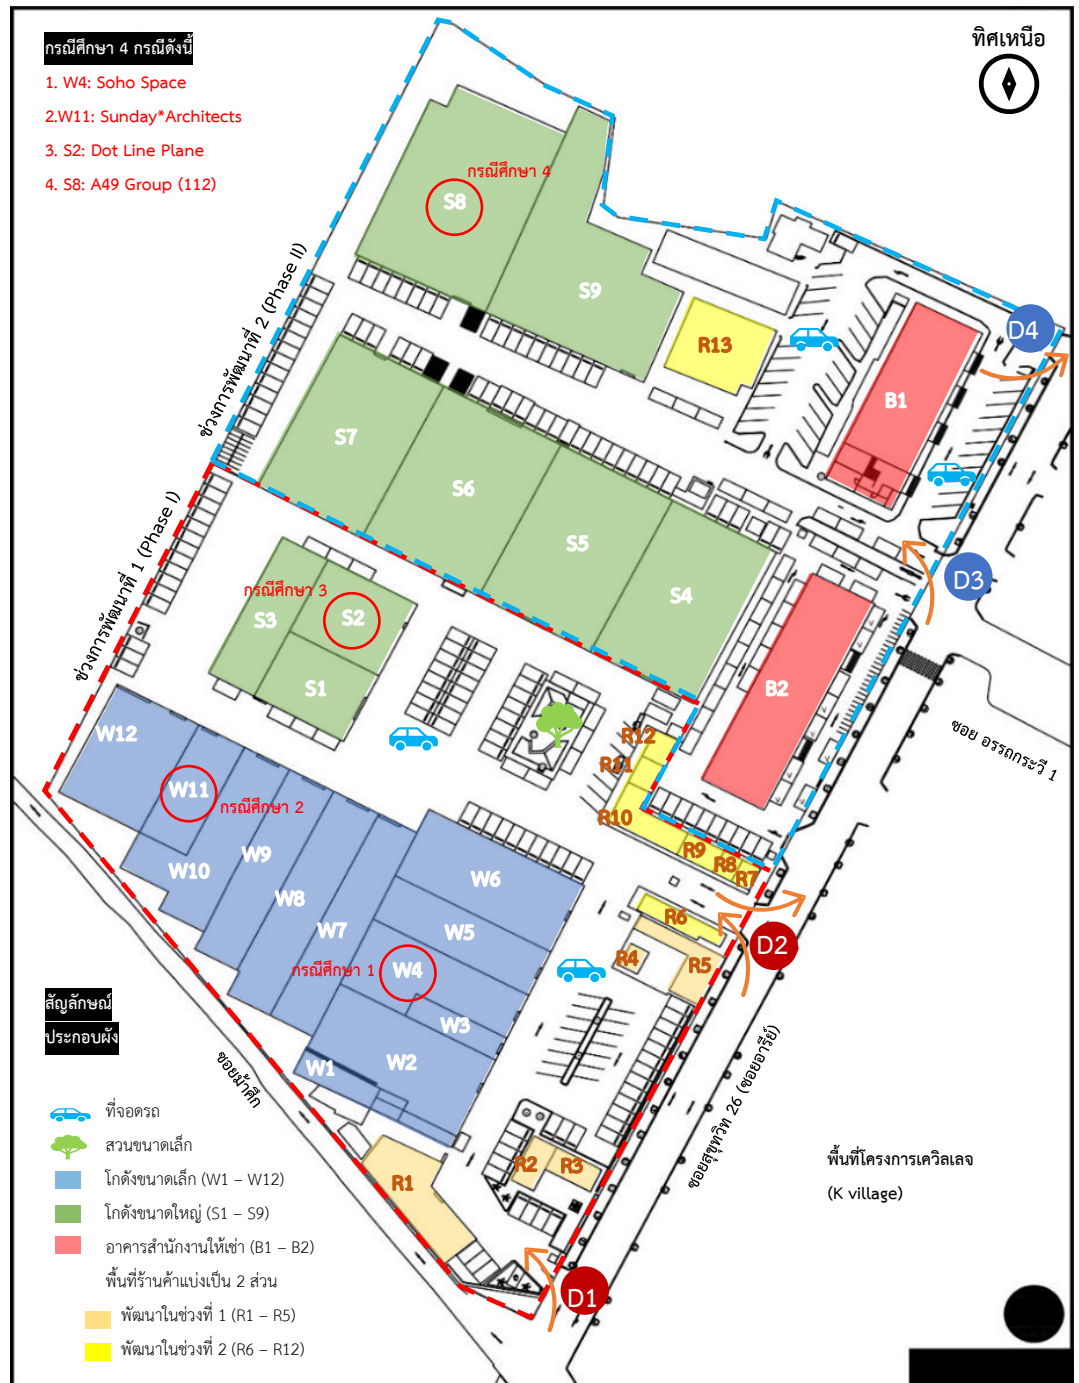 กรณีศึกษา 4 กรณีดังนี้
1. W4: Soho Space
2.W11: Sunday*Architects
3. S2: Dot Line Plane
4. S8: A49 Group (112)
ทิศเหนือ
กรณีศึกษา 4
S8
S9
ช่วงการพัฒนาที่ 2 (Phase II)
R13
D4
B1
S7
S6
S5
S4
ช่วงการพัฒนาที่ 1 (Phase I)
D3
กรณีศึกษา 3
S3
S2
S1
B2
ซอย อรรถกระวี 1
W12
W11
กรณีศึกษา 2
R12
R11
R10
R9
R8
R7
W10
W9
W8
W7
W6
W5
กรณีศึกษา 1
W4
W3
W2
W1
R6
R4
R5
D2
ซอยสุขุมวิท 26 (ซอยอารีย์)
สัญลักษณ์
ประกอบผัง
ที่จอดรถ
สวนขนาดเล็ก
โกดังขนาดเล็ก (W1 – W12)
โกดังขนาดใหญ่ (S1 – S9)
อาคารสำนักงานให้เช่า (B1 – B2)
พื้นที่ร้านค้าแบ่งเป็น 2 ส่วน
พัฒนาในช่วงที่ 1 (R1 – R5)
พัฒนาในช่วงที่ 2 (R6 – R12)
ซอยม้าศึก
R1
R2
R3
D1
พื้นที่โครงการเควิลเลจ
(K village)